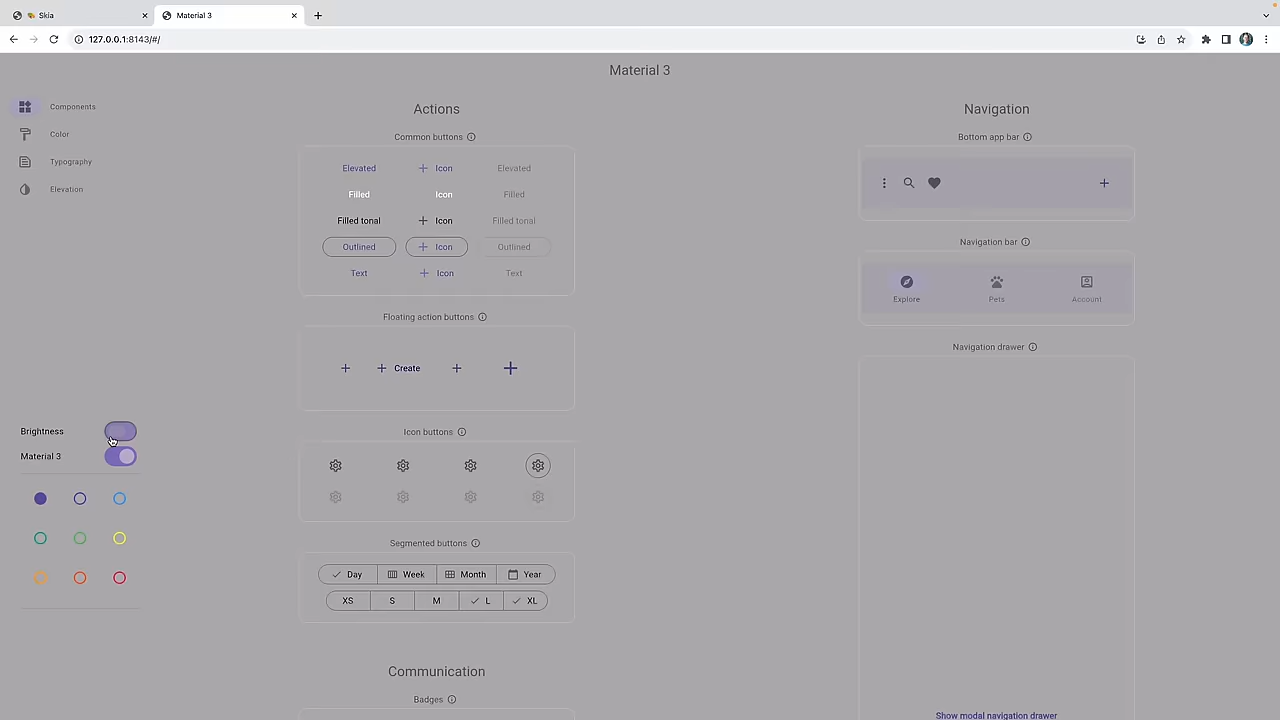 Skia
Material 3
127.0.0.1:8143/#/
Material 3
Components
Color
Typography
Elevation
Brightness
Material 3
Actions
Common buttons
Elevated Icon Elevated
Filled Icon Filled
Filled tonal Icon Filled tonal
Outlined Icon Outlined
Text Icon Text
Floating action buttons
Create
Icon buttons
Segmented buttons
Day Week Month Year
XS S M L XL
Communication
Badges
Navigation
Bottom app bar
Navigation bar
Explore Pets Account
Navigation drawer
Show modal navigation drawer